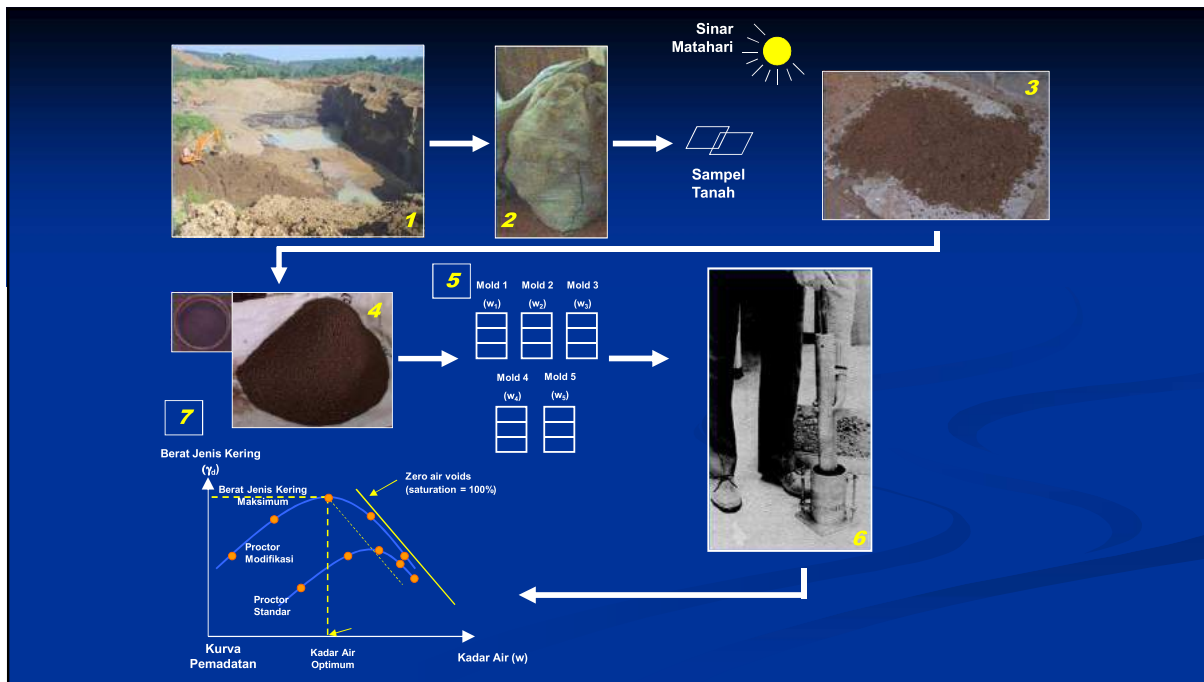 Sinar
Matahari
1
2
3
Sampel
Tanah
4
5
Mold 1
(w₁)
Mold 2
(w₂)
Mold 3
(w₃)
Mold 4
(w₄)
Mold 5
(w₅)
6
7
Berat Jenis Kering
(γd)
Berat Jenis Kering
Maksimum
Zero air voids
(saturation = 100%)
Proctor
Modifikasi
Proctor
Standar
Kurva
Pemadatan
Kadar Air
Optimum
Kadar Air (w)